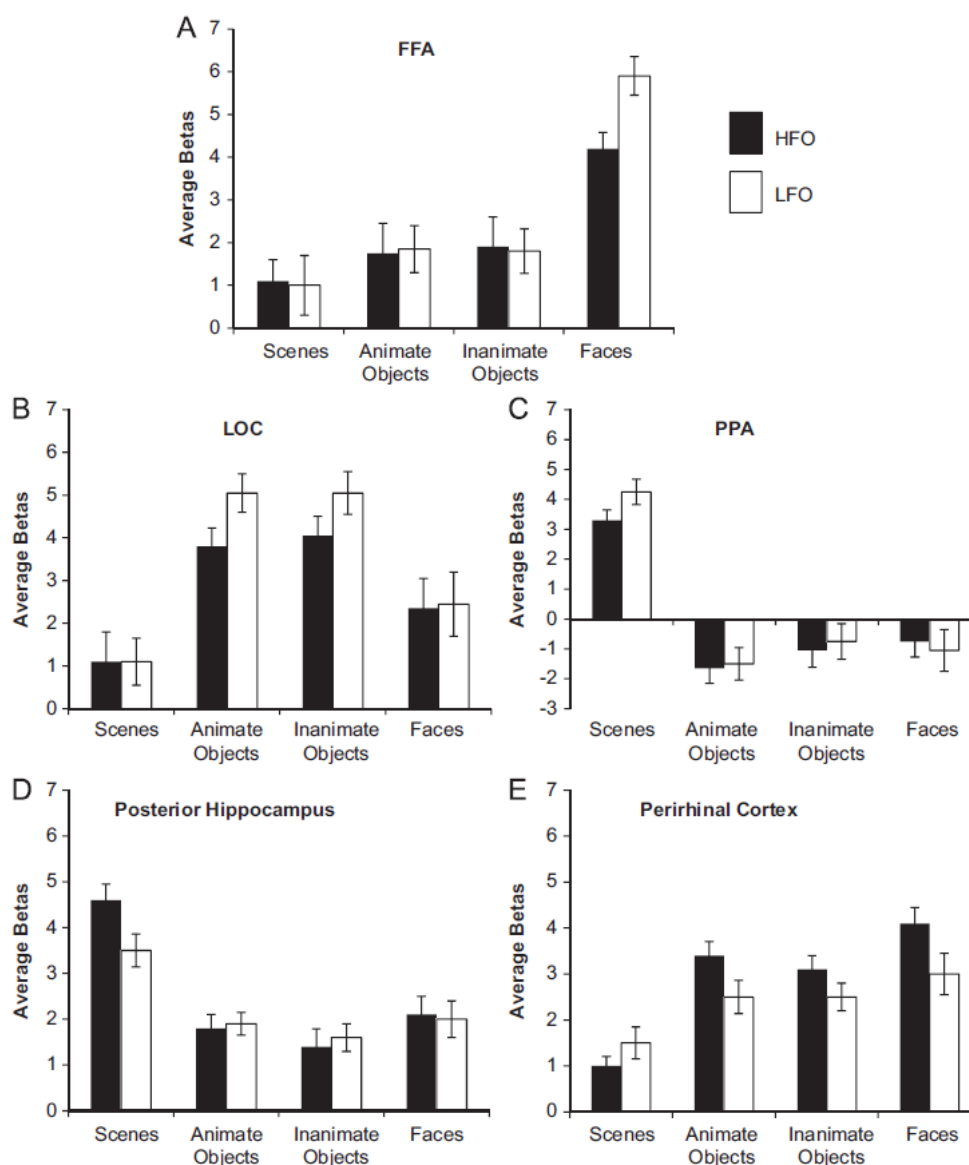 A
FFA
7
6
5
4
3
2
1
0
Average Betas
Scenes
Animate
Objects
Inanimate
Objects
Faces
HFO
LFO
B
LOC
7
6
5
4
3
2
1
0
Average Betas
Scenes
Animate
Objects
Inanimate
Objects
Faces
C
PPA
7
6
5
4
3
2
1
0
-1
-2
-3
Average Betas
Scenes
Animate
Objects
Inanimate
Objects
Faces
D
Posterior Hippocampus
7
6
5
4
3
2
1
0
Average Betas
Scenes
Animate
Objects
Inanimate
Objects
Faces
E
Perirhinal Cortex
7
6
5
4
3
2
1
0
Average Betas
Scenes
Animate
Objects
Inanimate
Objects
Faces